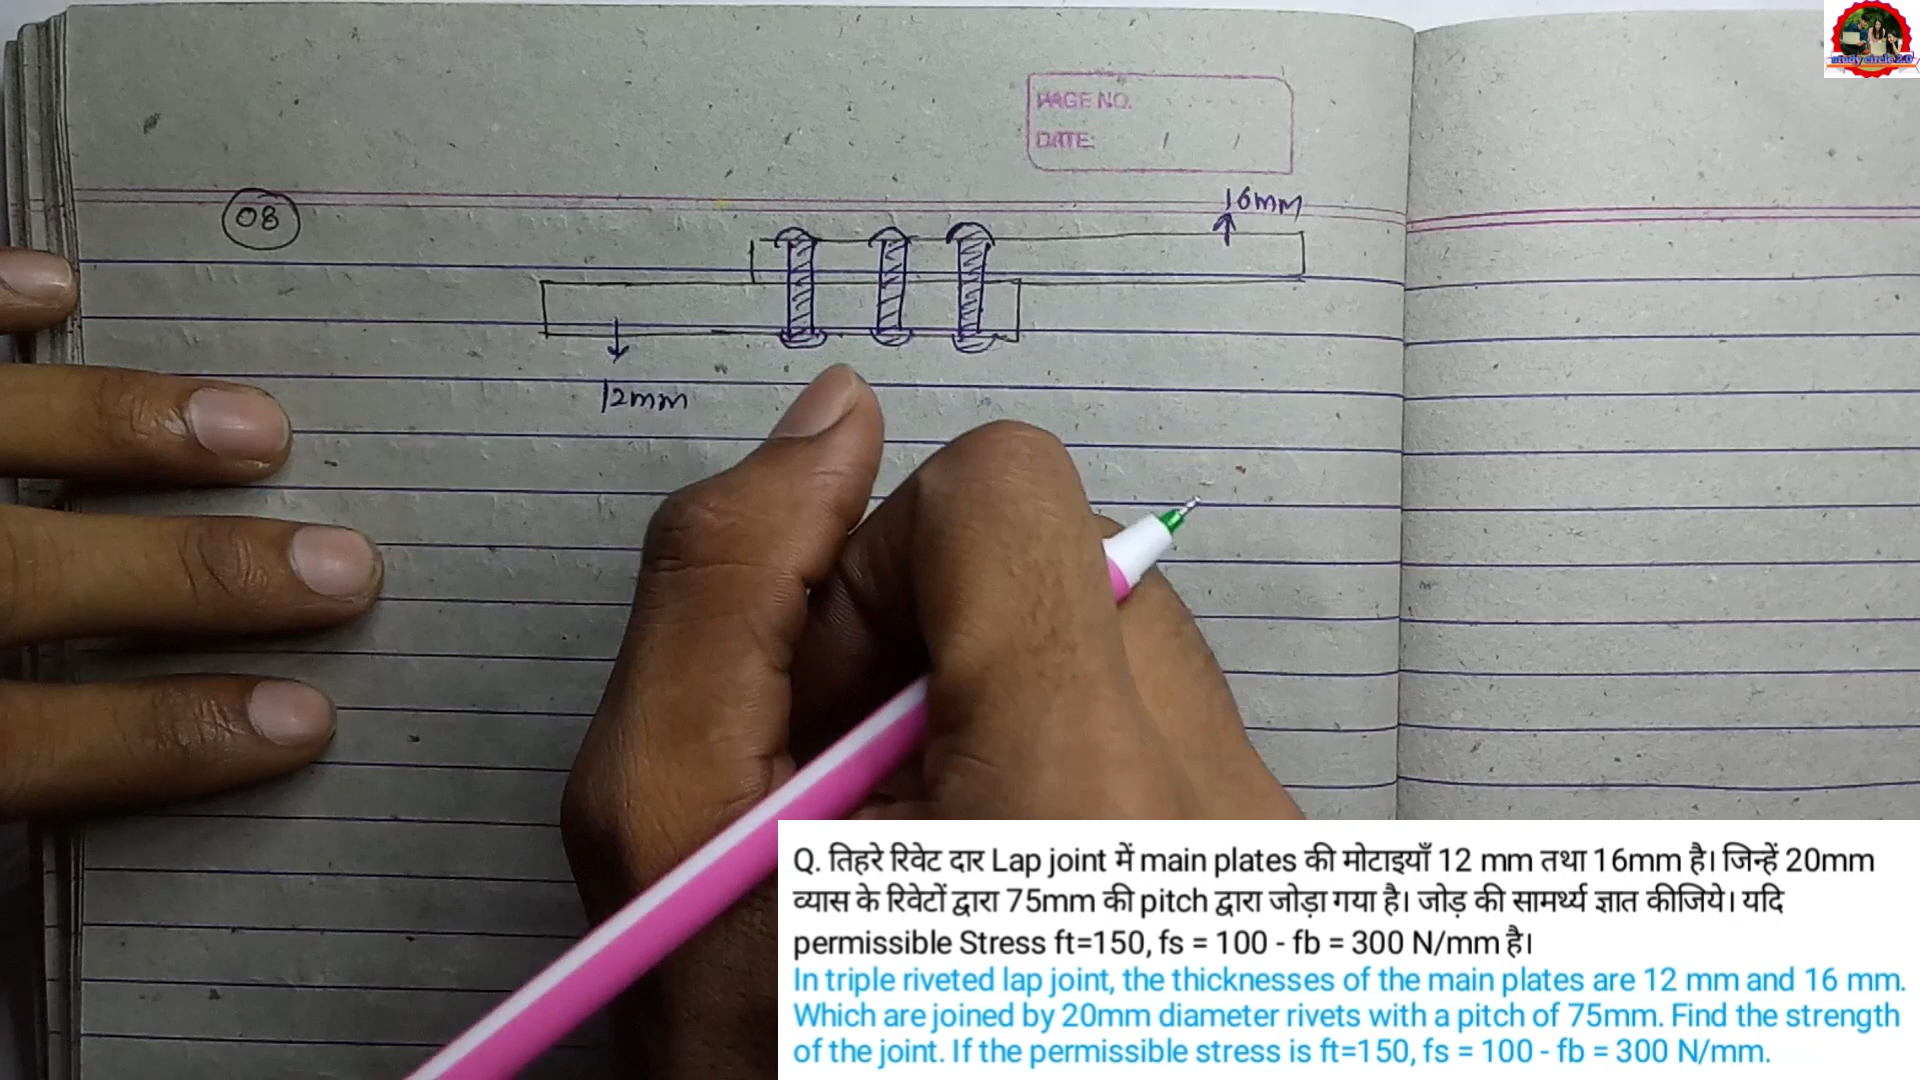 study circle 2.0
PAGE NO.
DATE: / /
08
16mm
12mm
Q. तिहरे रिवेट दार Lap joint में main plates की मोटाइयाँ 12 mm तथा 16mm है। जिन्हें 20mm
व्यास के रिवेटों द्वारा 75mm की pitch द्वारा जोड़ा गया है। जोड़ की सामर्थ्य ज्ञात कीजिये। यदि
permissible Stress ft=150, fs = 100 - fb = 300 N/mm है।
In triple riveted lap joint, the thicknesses of the main plates are 12 mm and 16 mm.
Which are joined by 20mm diameter rivets with a pitch of 75mm. Find the strength
of the joint. If the permissible stress is ft=150, fs = 100 - fb = 300 N/mm.